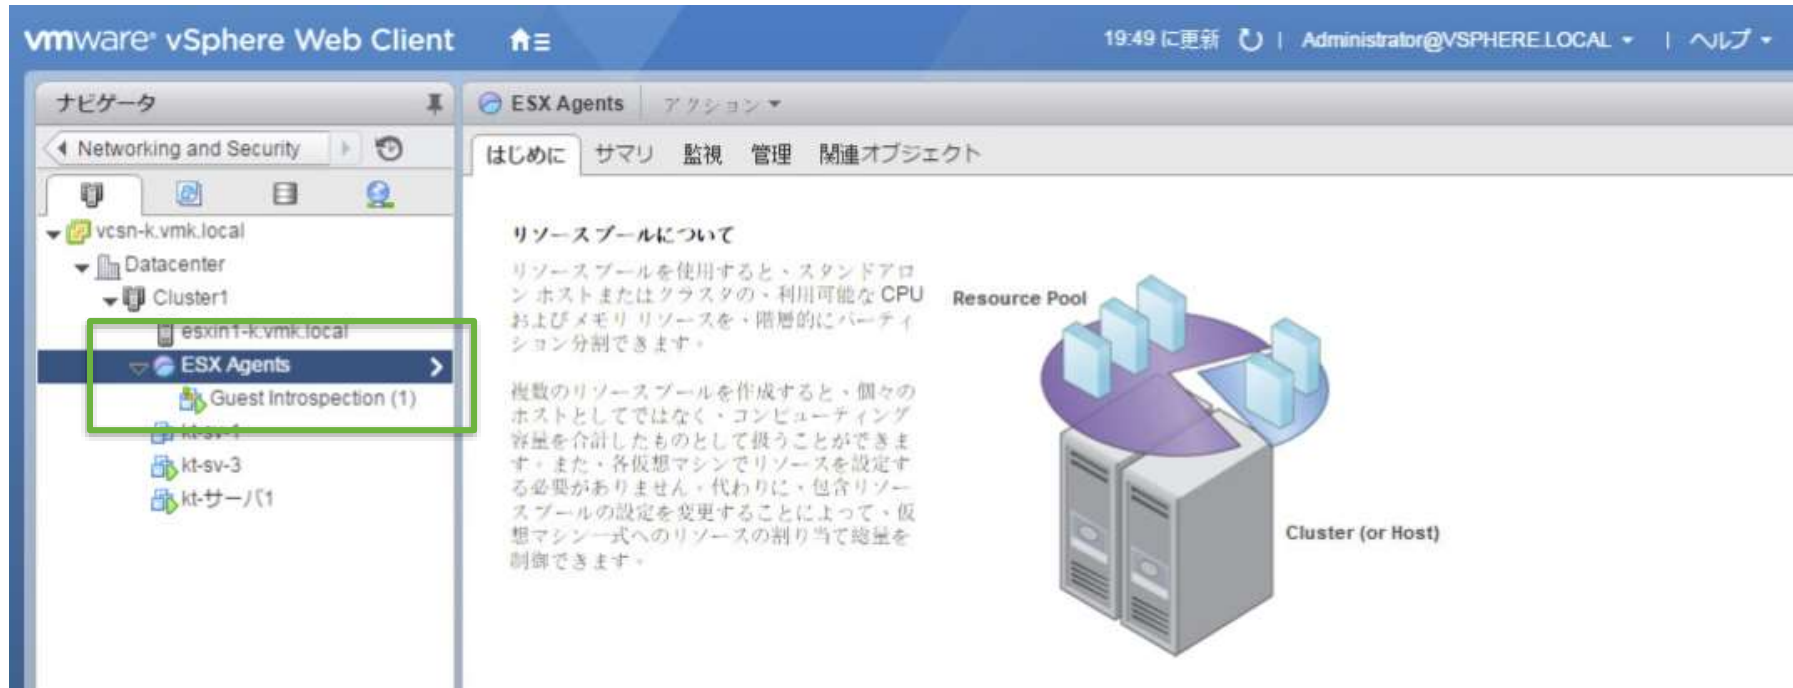 vmware® vSphere Web Client
19:49 に更新 | Administrator@VSPHERE.LOCAL | ヘルプ
ナビゲータ
Networking and Security
vcsn-k.vmk.local
Datacenter
Cluster1
esxin1-k.vmk.local
ESX Agents
Guest Introspection (1)
kt-sv-1
kt-sv-3
kt-サーバ1
ESX Agents アクション
はじめに サマリ 監視 管理 関連オブジェクト
リソース プールについて
リソース プールを使用すると、スタンドアロ
ン ホストまたはクラスタの、利用可能な CPU
およびメモリ リソースを、階層的にパーティ
ション分割できます。
複数のリソース プールを作成すると、個々の
ホストとしてではなく、コンピューティング
容量を合計したものとして扱うことができま
す。また、各仮想マシンでリソースを設定す
る必要がありません。代わりに、包含リソー
ス プールの設定を変更することによって、仮
想マシン一式へのリソースの割り当て総量を
制御できます。
Resource Pool
Cluster (or Host)